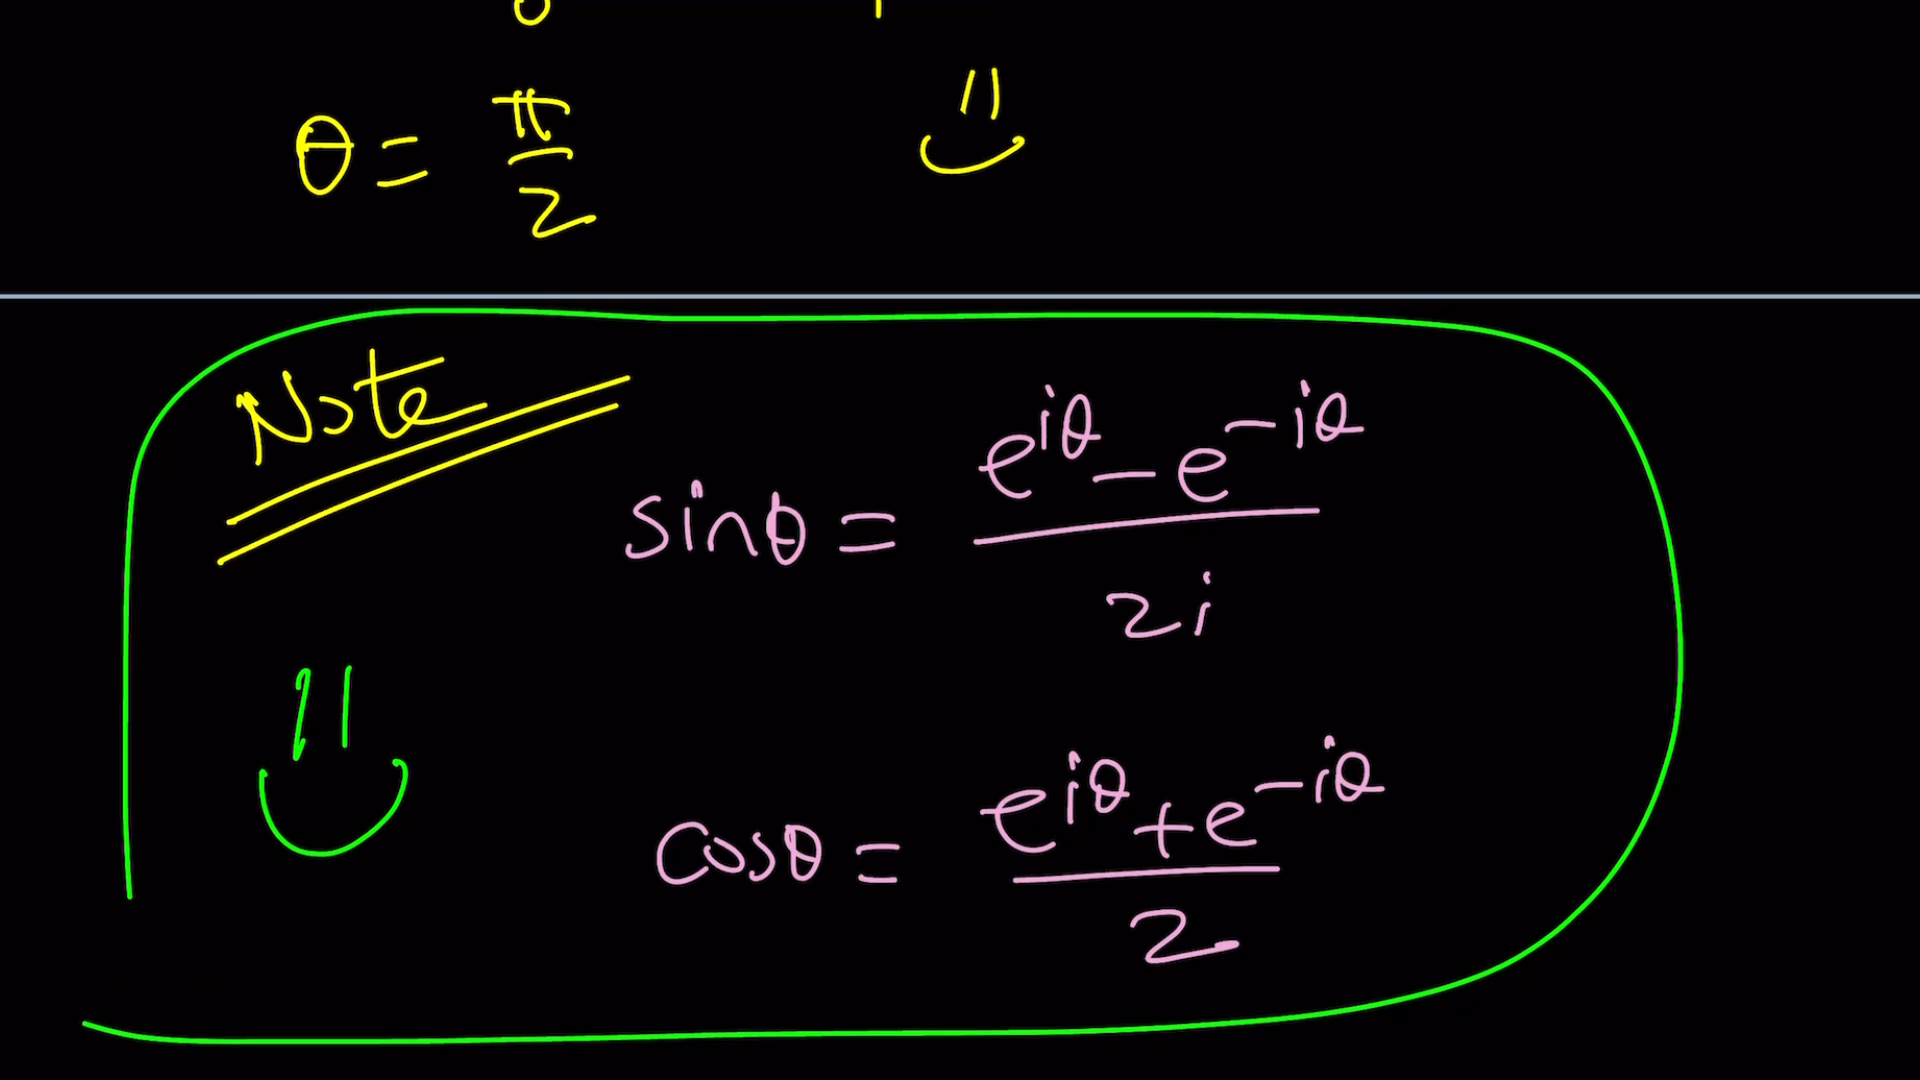 θ = π/2
Note
sinθ = (e^{iθ} - e^{-iθ})/2i
cosθ = (e^{iθ} + e^{-iθ})/2